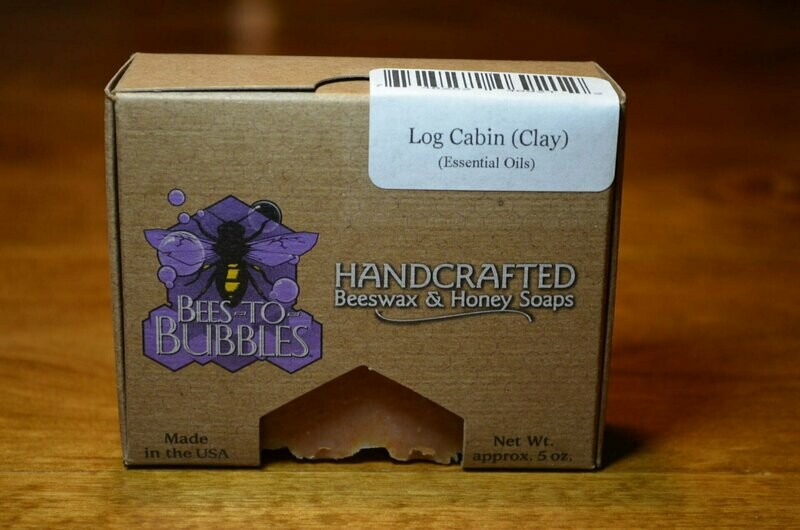 Log Cabin (Clay)
(Essential Oils)
BEES-TO-
BUBBLES
HANDCRAFTED
Beeswax & Honey Soaps
Made
in the USA
Net Wt.
approx. 5 oz.